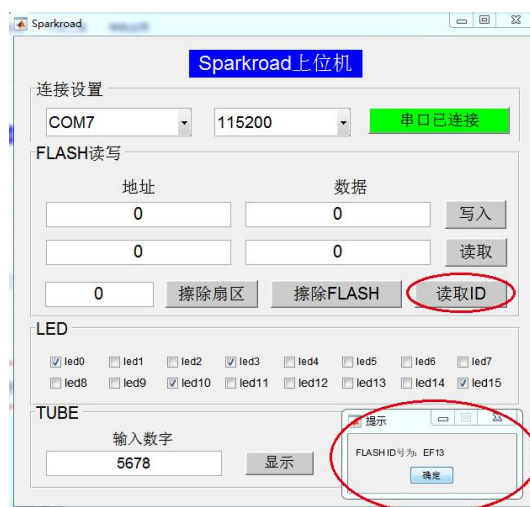 Sparkroad
Sparkroad上位机
连接设置
COM7 115200 串口已连接
FLASH读写
地址 数据
0 0 写入
0 0 读取
0 擦除扇区 擦除FLASH 读取ID
LED
led0 led1 led2 led3 led4 led5 led6 led7
led8 led9 led10 led11 led12 led13 led14 led15
TUBE
输入数字
5678 显示
提示
FLASH ID号为: EF13
确定